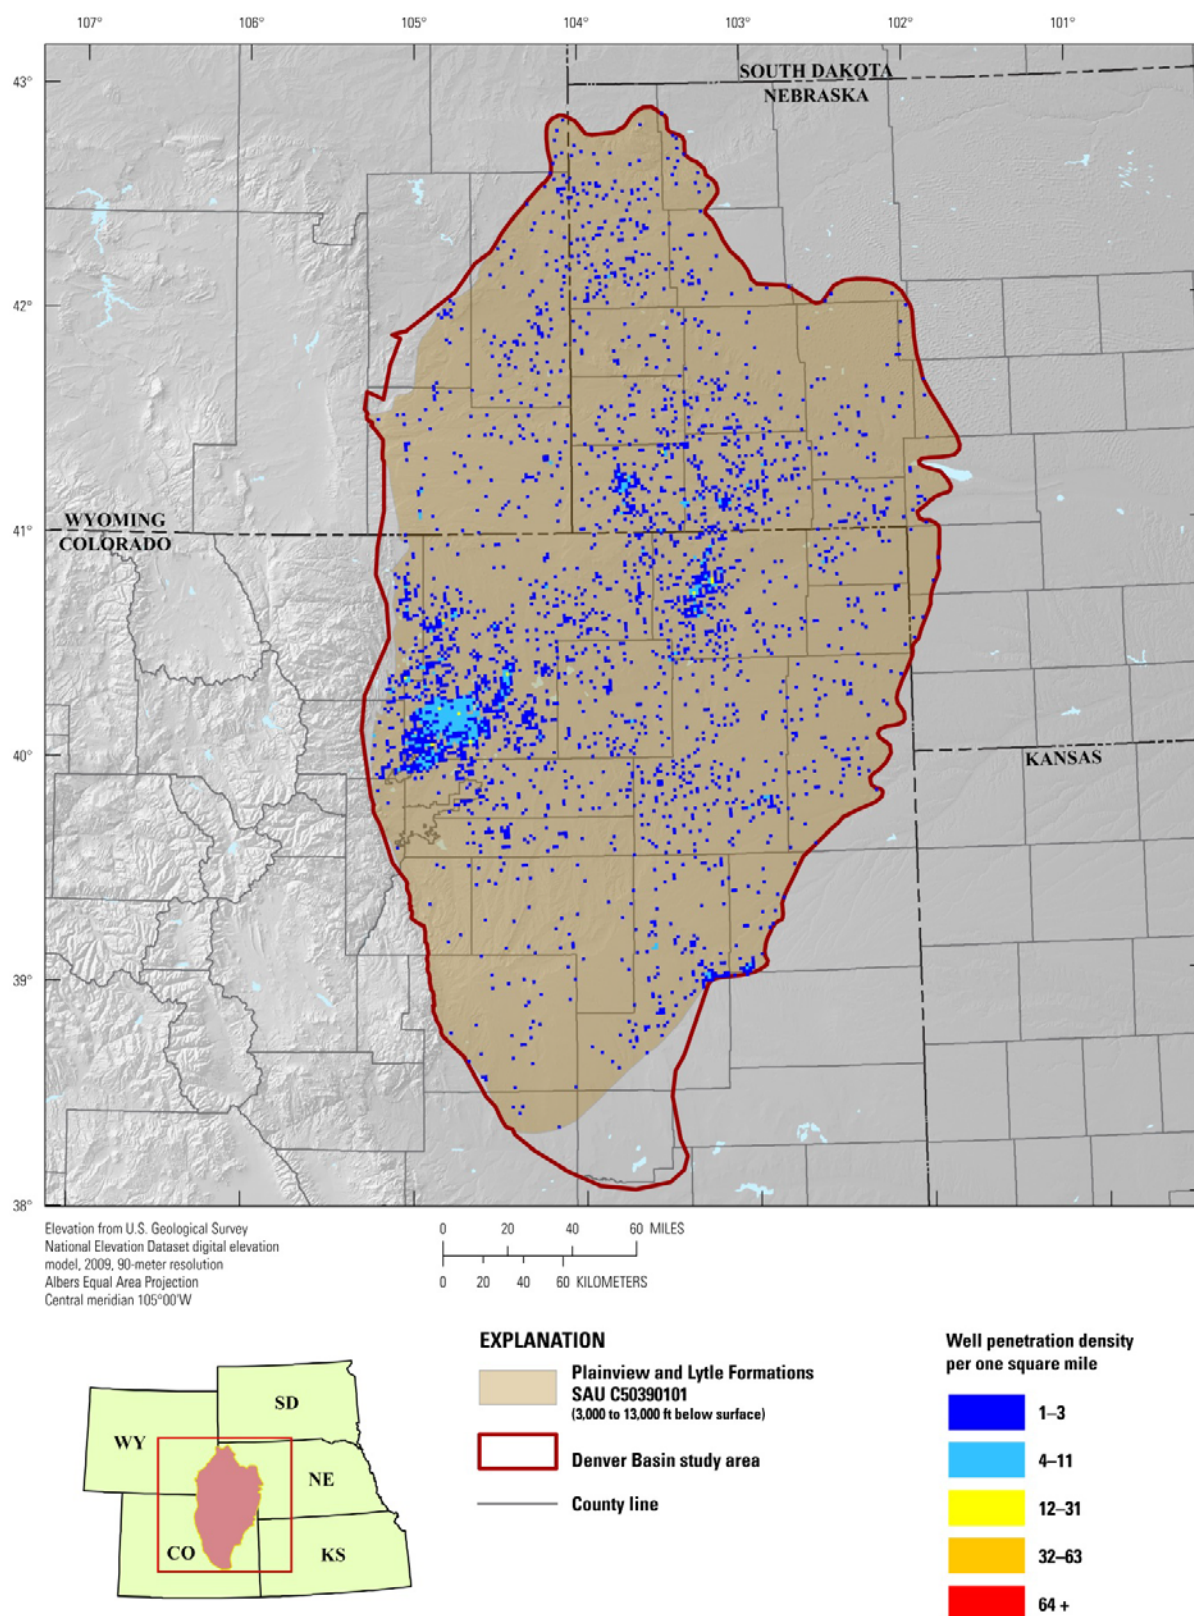 107° 106° 105° 104° 103° 102° 101°
43°
SOUTH DAKOTA
NEBRASKA
42°
WYOMING
41°
COLORADO
40°
KANSAS
39°
38°
Elevation from U.S. Geological Survey
National Elevation Dataset digital elevation
model, 2009, 90-meter resolution
Albers Equal Area Projection
Central meridian 105°00'W
0 20 40 60 MILES
0 20 40 60 KILOMETERS
EXPLANATION
Plainview and Lytle Formations
SAU C50390101
(3,000 to 13,000 ft below surface)
Denver Basin study area
County line
Well penetration density
per one square mile
1–3
4–11
12–31
32–63
64 +
SD
WY
NE
CO
KS